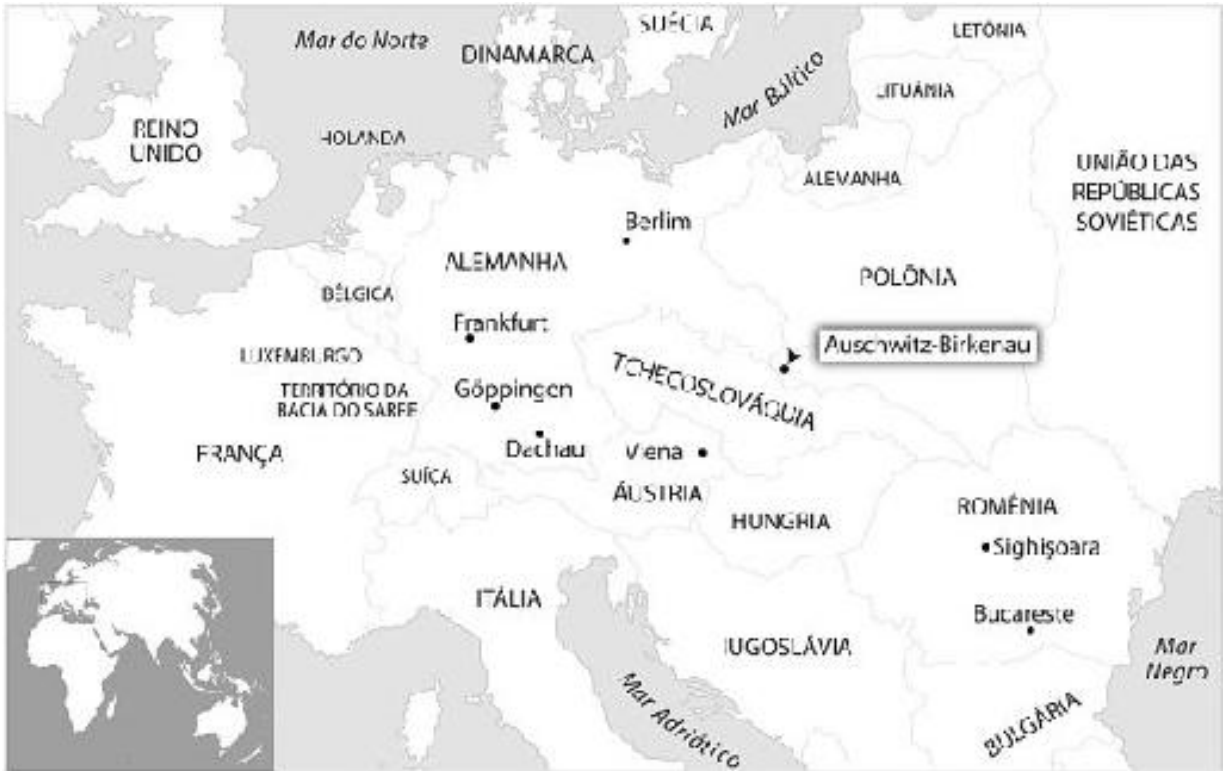 SUÉCIA
LETÔNIA
Mar do Norte
DINAMARCA
Mar Báltico
LITUÂNIA
REINO
UNIDO
HOLANDA
ALEMANHA
UNIÃO DAS
REPÚBLICAS
SOVIÉTICAS
Berlim
ALEMANHA
POLÔNIA
BÉLGICA
Frankfurt
Auschwitz-Birkenau
LUXEMBURGO
TERRITÓRIO DA
BACIA DO SARRE
Göppingen
TCHECOSLOVÁQUIA
FRANÇA
Dachau
Viena
SUÍÇA
ÁUSTRIA
HUNGRIA
ROMÊNIA
Sighişoara
ITÁLIA
Bucareste
IUGOSLÁVIA
Mar
Negro
Mar Adriótico
BULGÁRIA